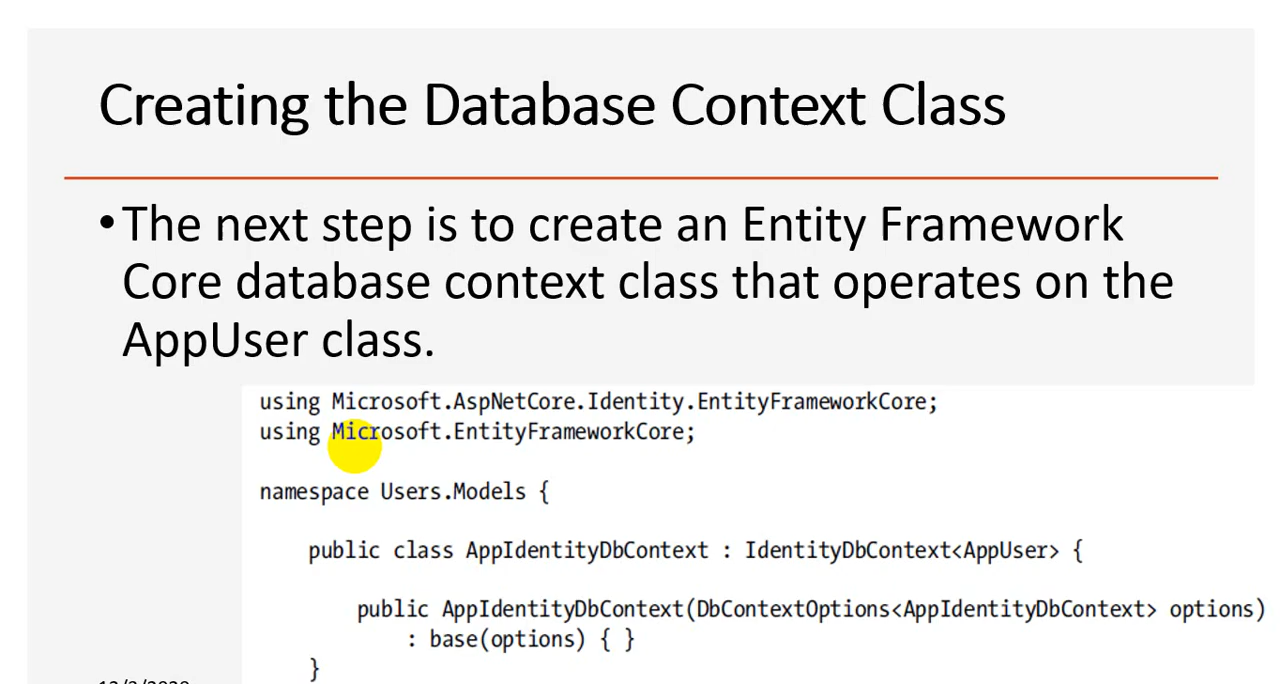 Creating the Database Context Class
•The next step is to create an Entity Framework
Core database context class that operates on the
AppUser class.
using Microsoft.AspNetCore.Identity.EntityFrameworkCore;
using Microsoft.EntityFrameworkCore;
namespace Users.Models {
public class AppIdentityDbContext : IdentityDbContext<AppUser> {
public AppIdentityDbContext(DbContextOptions<AppIdentityDbContext> options)
: base(options) { }
}